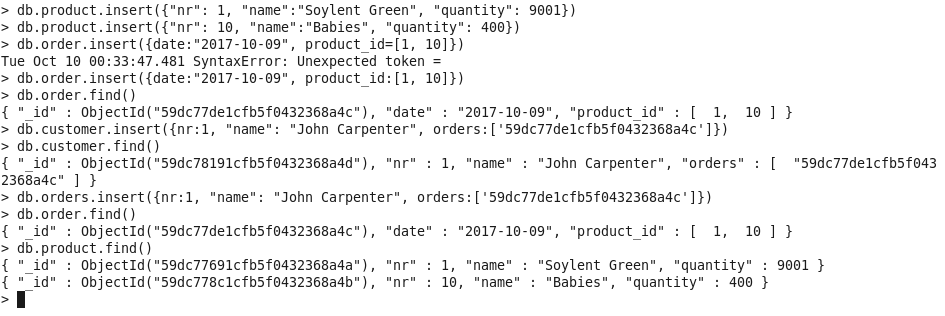 > db.product.insert({"nr": 1, "name":"Soylent Green", "quantity": 9001})
> db.product.insert({"nr": 10, "name":"Babies", "quantity": 400})
> db.order.insert({date:"2017-10-09", product_id=[1, 10]})
Tue Oct 10 00:33:47.481 SyntaxError: Unexpected token =
> db.order.insert({date:"2017-10-09", product_id:[1, 10]})
> db.order.find()
{ "_id" : ObjectId("59dc77de1cfb5f0432368a4c"), "date" : "2017-10-09", "product_id" : [  1,  10 ] }
> db.customer.insert({nr:1, "name": "John Carpenter", orders:['59dc77de1cfb5f0432368a4c']})
> db.customer.find()
{ "_id" : ObjectId("59dc78191cfb5f0432368a4d"), "nr" : 1, "name" : "John Carpenter", "orders" : [  "59dc77de1cfb5f043
2368a4c" ] }
> db.orders.insert({nr:1, "name": "John Carpenter", orders:['59dc77de1cfb5f0432368a4c']})
> db.order.find()
{ "_id" : ObjectId("59dc77de1cfb5f0432368a4c"), "date" : "2017-10-09", "product_id" : [  1,  10 ] }
> db.product.find()
{ "_id" : ObjectId("59dc77691cfb5f0432368a4a"), "nr" : 1, "name" : "Soylent Green", "quantity" : 9001 }
{ "_id" : ObjectId("59dc778c1cfb5f0432368a4b"), "nr" : 10, "name" : "Babies", "quantity" : 400 }
>